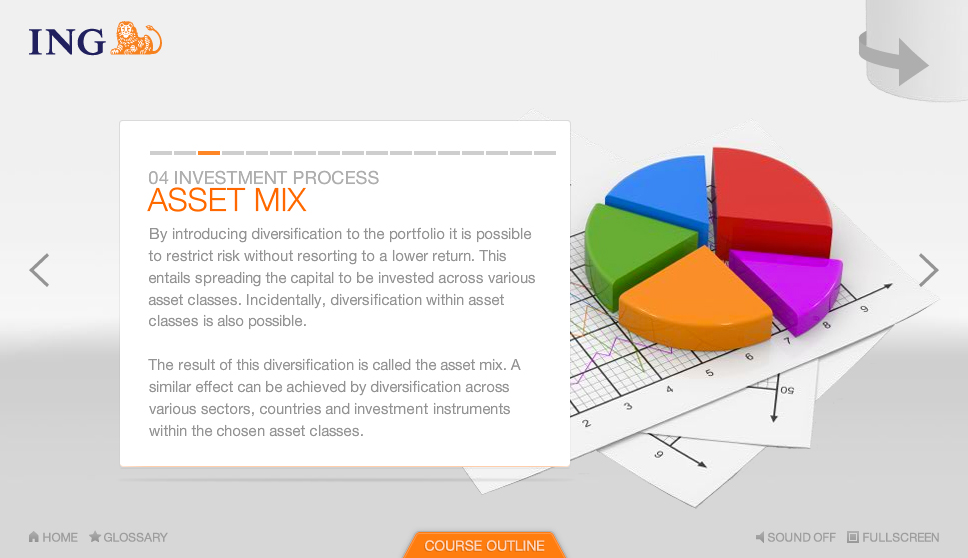 ING
04 INVESTMENT PROCESS
ASSET MIX
By introducing diversification to the portfolio it is possible
to restrict risk without resorting to a lower return. This
entails spreading the capital to be invested across various
asset classes. Incidentally, diversification within asset
classes is also possible.
The result of this diversification is called the asset mix. A
similar effect can be achieved by diversification across
various sectors, countries and investment instruments
within the chosen asset classes.
2 3 4 5 6 7 8 9
50
6
HOME GLOSSARY
COURSE OUTLINE
SOUND OFF FULLSCREEN